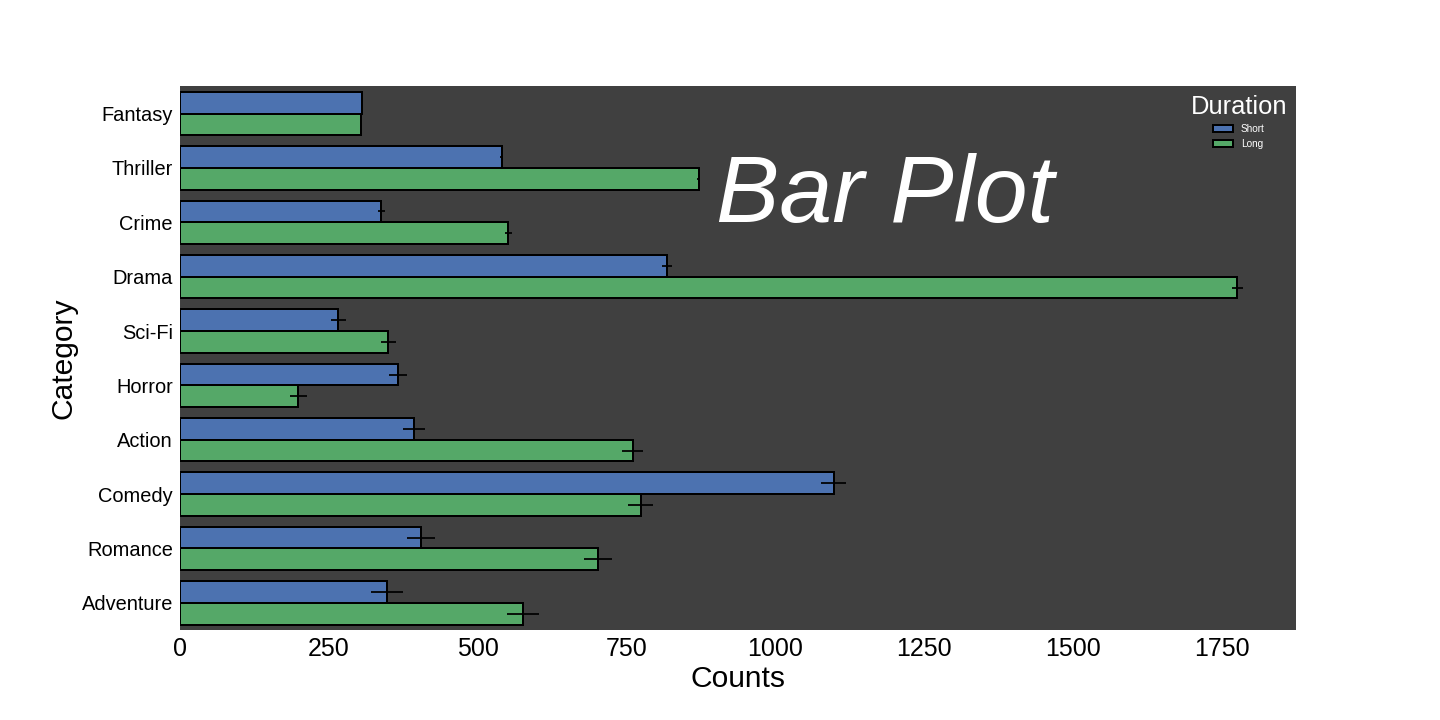 Duration
Short
Long
Bar Plot
Category
Fantasy
Thriller
Crime
Drama
Sci-Fi
Horror
Action
Comedy
Romance
Adventure
0 250 500 750 1000 1250 1500 1750
Counts